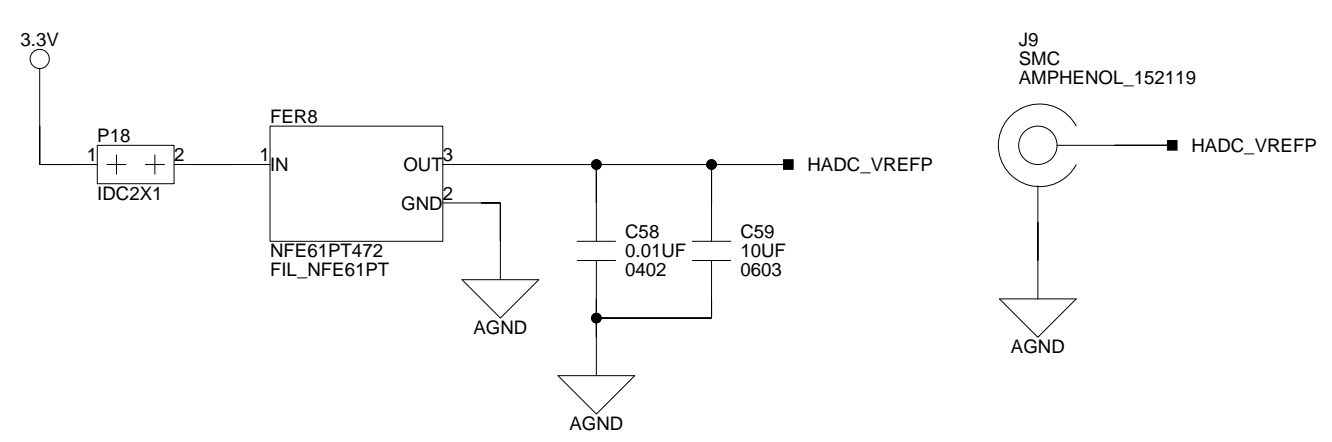 3.3V
P18
1
2
IDC2X1
FER8
1
IN
OUT
3
GND
2
NFE61PT472
FIL_NFE61PT
AGND
HADC_VREFP
C58
0.01UF
0402
C59
10UF
0603
AGND
J9
SMC
AMPHENOL_152119
HADC_VREFP
AGND